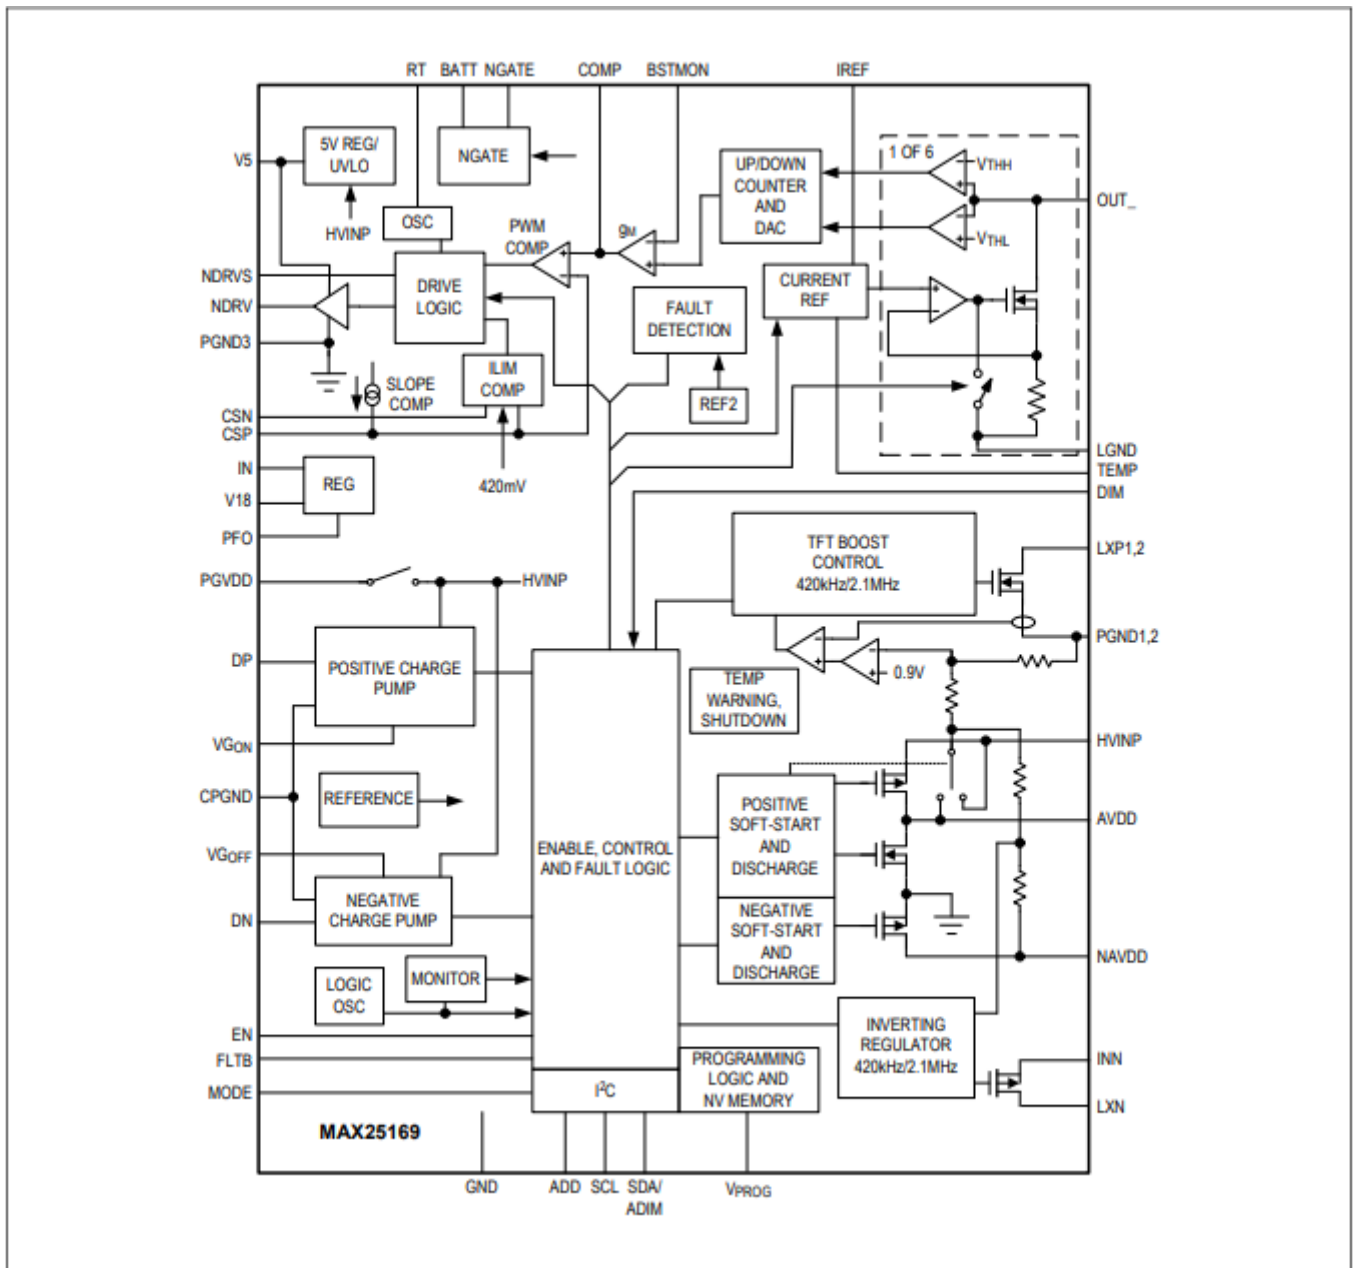 RT BATT NGATE COMP BSTMON IREF
V5
5V REG/
UVLO
HVINP
NGATE
OSC
PWM
COMP
gM
UP/DOWN
COUNTER
AND
DAC
1 OF 6
VTHH
VTHL
OUT_
NDRVS
NDRV
PGND3
DRIVE
LOGIC
FAULT
DETECTION
CURRENT
REF
SLOPE
COMP
ILIM
COMP
REF2
CSN
CSP
420mV
LGND
TEMP
DIM
IN
V18
PFO
REG
TFT BOOST
CONTROL
420kHz/2.1MHz
LXP1,2
PGVDD
HVINP
PGND1,2
DP
POSITIVE CHARGE
PUMP
0.9V
TEMP
WARNING,
SHUTDOWN
VGON
CPGND
REFERENCE
HVINP
POSITIVE
SOFT-START
AND
DISCHARGE
AVDD
VGOFF
ENABLE, CONTROL
AND FAULT LOGIC
DN
NEGATIVE
CHARGE PUMP
NEGATIVE
SOFT-START
AND
DISCHARGE
NAVDD
MONITOR
LOGIC
OSC
EN
FLTB
MODE
INVERTING
REGULATOR
420kHz/2.1MHz
INN
LXN
I²C
PROGRAMMING
LOGIC AND
NV MEMORY
MAX25169
GND ADD SCL SDA/
ADIM
VPROG